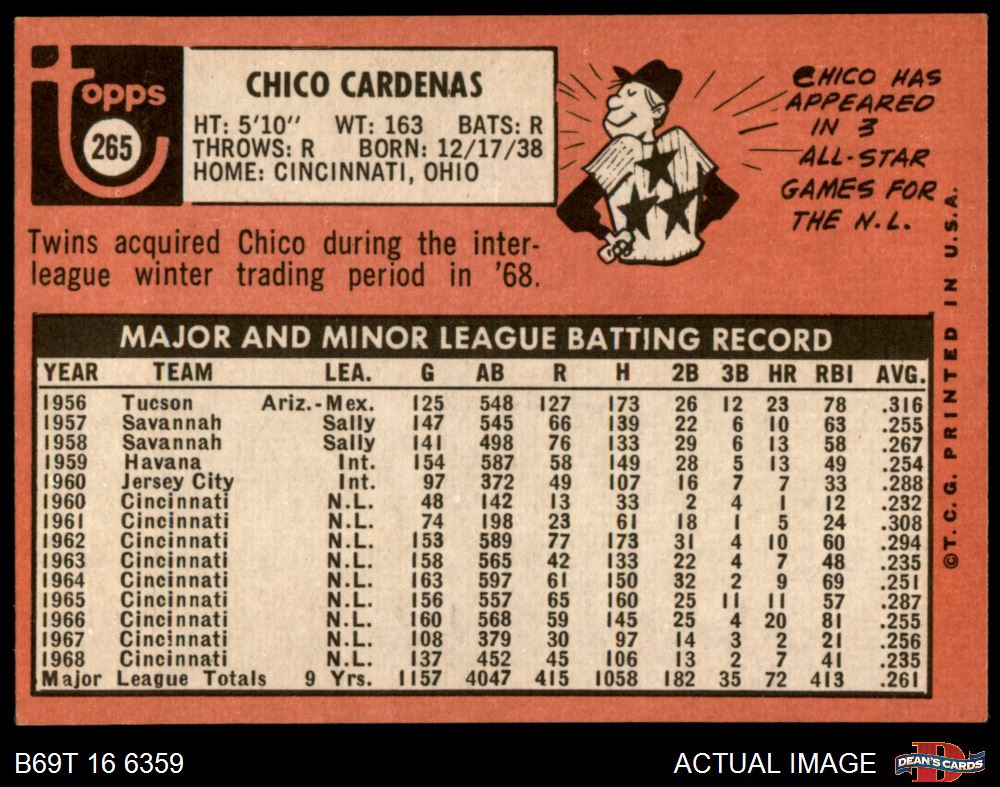 topps
265
CHICO CARDENAS
HT: 5'10" WT: 163 BATS: R
THROWS: R BORN: 12/17/38
HOME: CINCINNATI, OHIO
CHICO HAS
APPEARED
IN 3
ALL-STAR
GAMES FOR
THE N.L.
Twins acquired Chico during the inter-
league winter trading period in '68.
MAJOR AND MINOR LEAGUE BATTING RECORD
YEAR TEAM LEA. G AB R H 2B 3B HR RBI AVG.
1956 Tucson Ariz.-Mex. 125 548 127 173 26 12 23 78 .316
1957 Savannah Sally 147 545 66 139 22 6 10 63 .255
1958 Savannah Sally 141 498 76 133 29 6 13 58 .267
1959 Havana Int. 154 587 58 149 28 5 13 49 .254
1960 Jersey City Int. 97 372 49 107 16 7 7 33 .288
1960 Cincinnati N.L. 48 142 13 33 2 4 1 12 .232
1961 Cincinnati N.L. 74 198 23 61 18 1 5 24 .308
1962 Cincinnati N.L. 153 589 77 173 31 4 10 60 .294
1963 Cincinnati N.L. 158 565 42 133 22 4 7 48 .235
1964 Cincinnati N.L. 163 597 61 150 32 2 9 69 .251
1965 Cincinnati N.L. 156 557 65 160 25 11 11 57 .287
1966 Cincinnati N.L. 160 568 59 145 25 4 20 81 .255
1967 Cincinnati N.L. 108 379 30 97 14 3 2 21 .256
1968 Cincinnati N.L. 137 452 45 106 13 2 7 41 .235
Major League Totals 9 Yrs. 1157 4047 415 1058 182 35 72 413 .261
©T.C.G. PRINTED IN U.S.A.
B69T 16 6359
ACTUAL IMAGE
D
DEAN'S CARDS